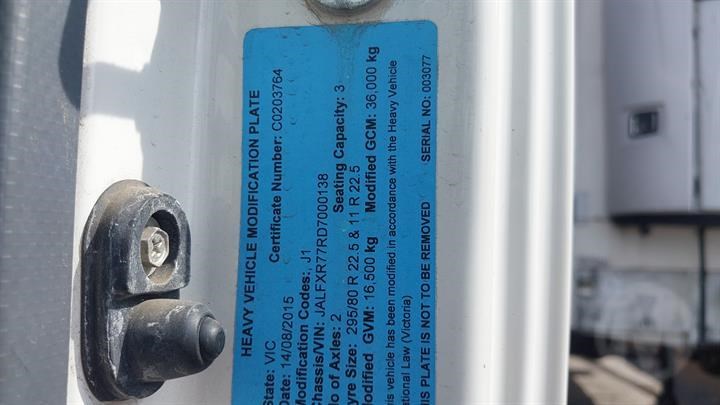 HEAVY VEHICLE MODIFICATION PLATE
State: VIC Certificate Number: C0203764
Date: 14/08/2015
Modification Codes:, J1
Chassis/VIN: JALFXR77RD7000138
No of Axles: 2 Seating Capacity: 3
Tyre Size: 295/80 R 22.5 & 11 R 22.5
Modified GVM: 16,500 kg Modified GCM: 36,000 kg
This vehicle has been modified in accordance with the Heavy Vehicle
National Law (Victoria)
THIS PLATE IS NOT TO BE REMOVED SERIAL NO: 003077